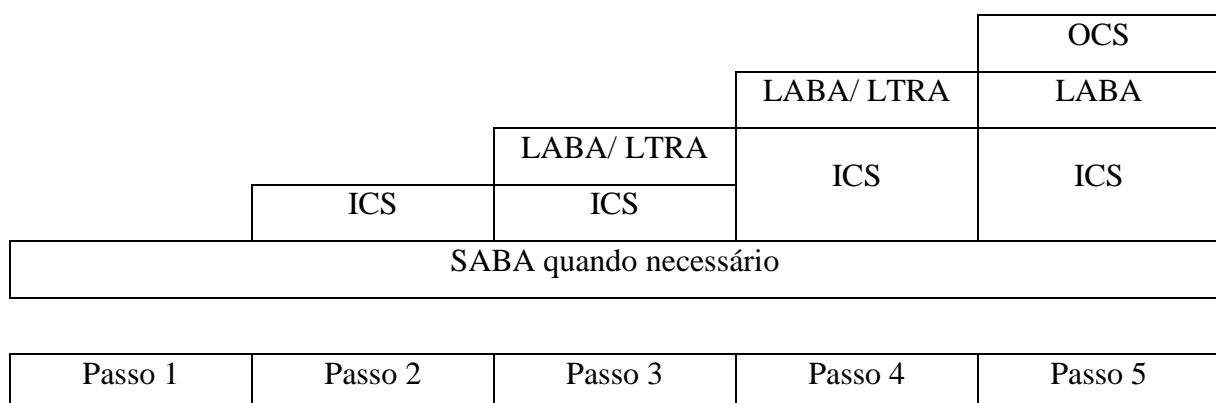 OCS
LABA/ LTRA LABA
LABA/ LTRA
ICS ICS
ICS ICS
SABA quando necessário
Passo 1 Passo 2 Passo 3 Passo 4 Passo 5